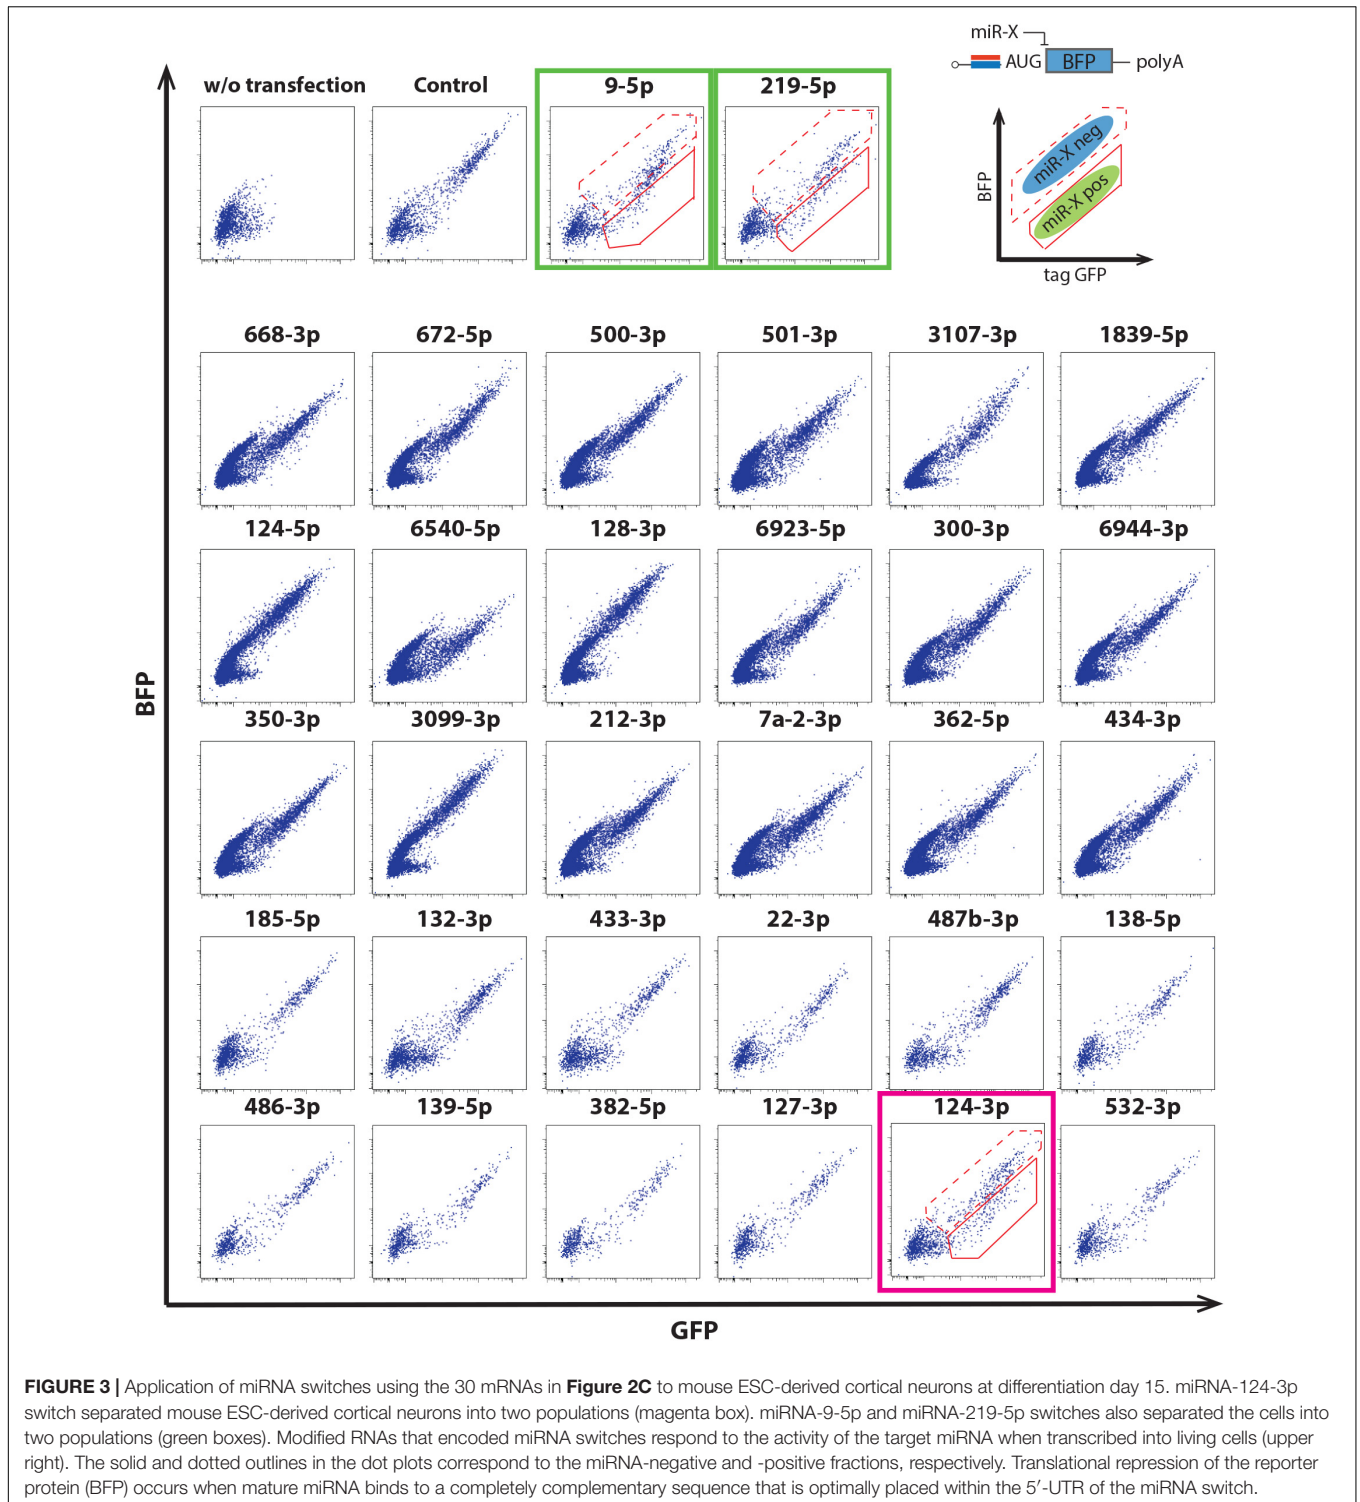 miR-X
AUG BFP polyA
w/o transfection Control 9-5p 219-5p
BFP
miR-X neg
miR-X pos
tag GFP
668-3p 672-5p 500-3p 501-3p 3107-3p 1839-5p
124-5p 6540-5p 128-3p 6923-5p 300-3p 6944-3p
BFP
350-3p 3099-3p 212-3p 7a-2-3p 362-5p 434-3p
185-5p 132-3p 433-3p 22-3p 487b-3p 138-5p
486-3p 139-5p 382-5p 127-3p 124-3p 532-3p
GFP
FIGURE 3 | Application of miRNA switches using the 30 mRNAs in Figure 2C to mouse ESC-derived cortical neurons at differentiation day 15. miRNA-124-3p
switch separated mouse ESC-derived cortical neurons into two populations (magenta box). miRNA-9-5p and miRNA-219-5p switches also separated the cells into
two populations (green boxes). Modified RNAs that encoded miRNA switches respond to the activity of the target miRNA when transcribed into living cells (upper
right). The solid and dotted outlines in the dot plots correspond to the miRNA-negative and -positive fractions, respectively. Translational repression of the reporter
protein (BFP) occurs when mature miRNA binds to a completely complementary sequence that is optimally placed within the 5′-UTR of the miRNA switch.